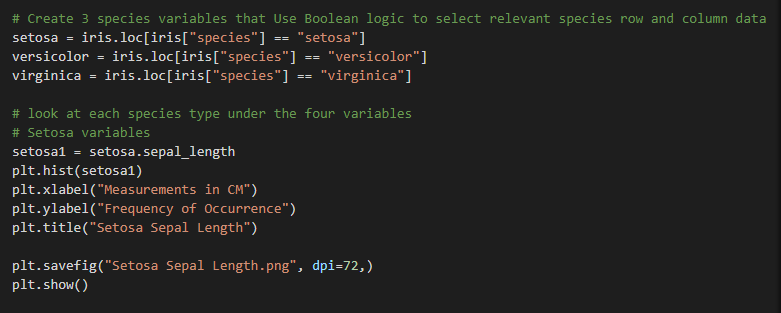 # Create 3 species variables that Use Boolean logic to select relevant species row and column data
setosa = iris.loc[iris["species"] == "setosa"]
versicolor = iris.loc[iris["species"] == "versicolor"]
virginica = iris.loc[iris["species"] == "virginica"]
# look at each species type under the four variables
# Setosa variables
setosa1 = setosa.sepal_length
plt.hist(setosa1)
plt.xlabel("Measurements in CM")
plt.ylabel("Frequency of Occurrence")
plt.title("Setosa Sepal Length")
plt.savefig("Setosa Sepal Length.png", dpi=72,)
plt.show()